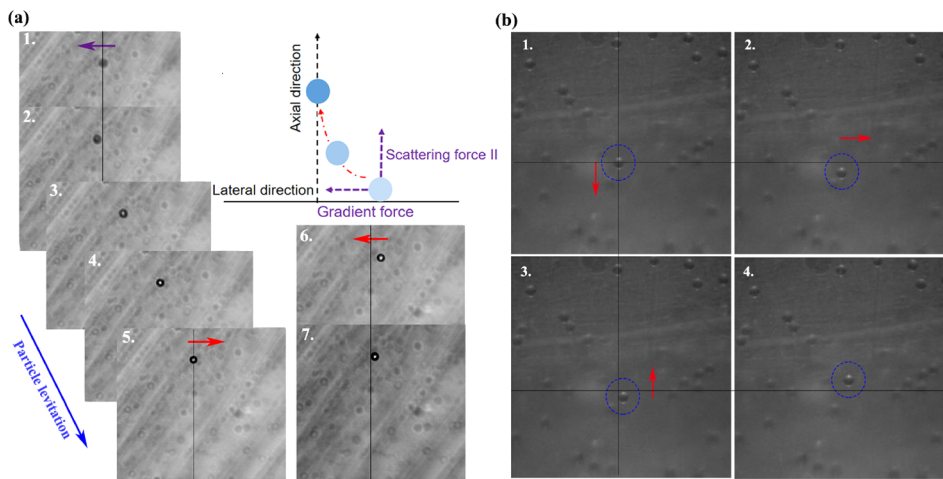 (a)
1.
2.
3.
4.
5.
Particle levitation
Axial direction
Scattering force II
Lateral direction
Gradient force
6.
7.
(b)
1.
2.
3.
4.